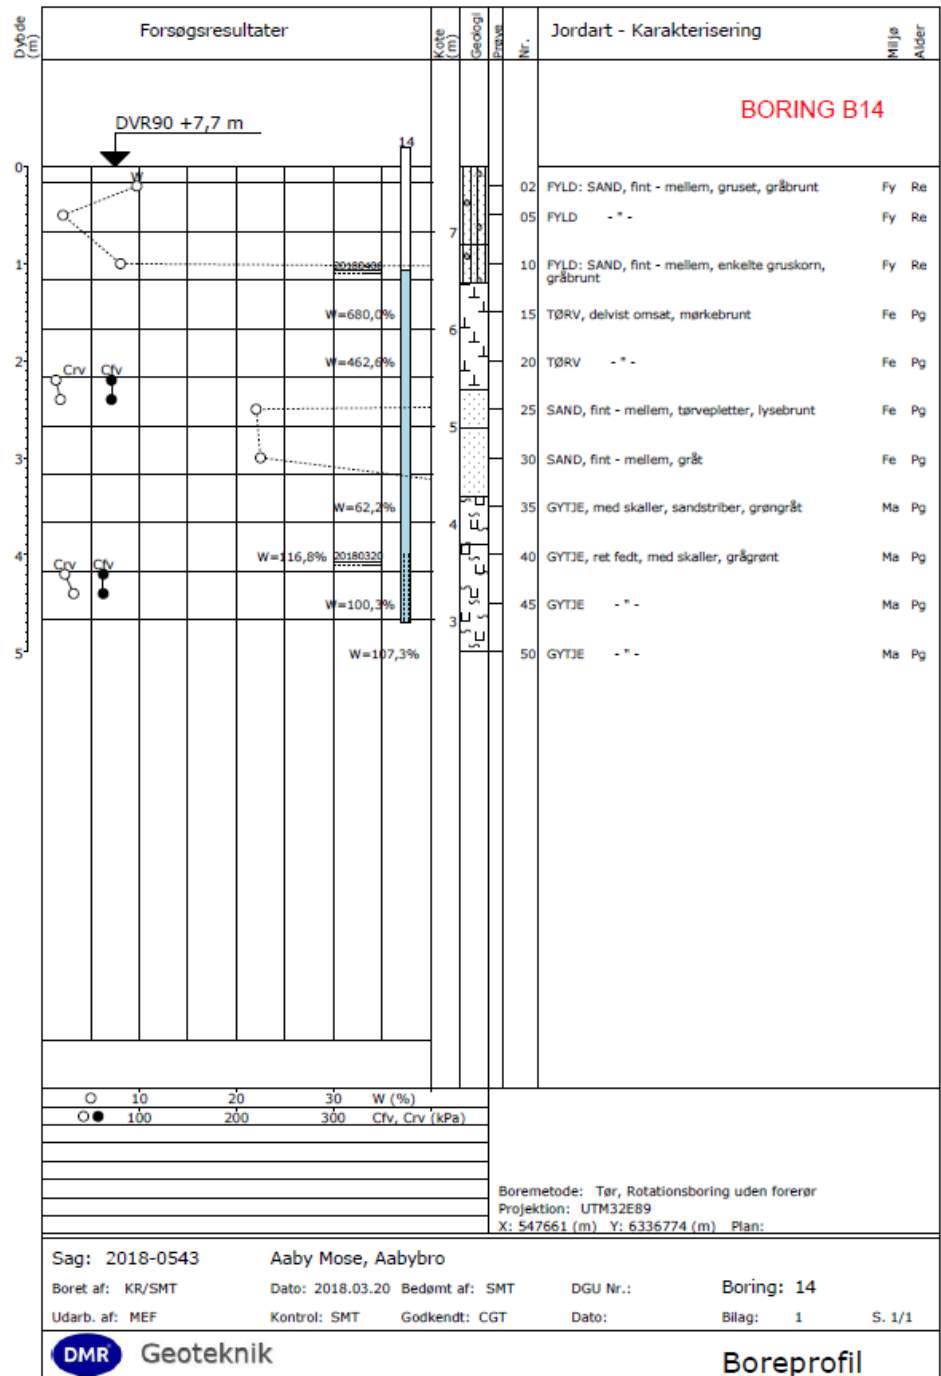 Dybde (m)
Forsøgsresultater
Kote (m)
Geologi
Prøve
Nr.
Jordart - Karakterisering
Miljø
Alder
BORING B14
DVR90 +7,7 m
14
0
W
02 FYLD: SAND, fint - mellem, gruset, gråbrunt Fy Re
05 FYLD - " - Fy Re
7
1
10 FYLD: SAND, fint - mellem, enkelte gruskorn, Fy Re
gråbrunt
W=680,0%
15 TØRV, delvist omsat, mørkebrunt Fe Pg
6
2
W=462,6%
20 TØRV - " - Fe Pg
Crv Cfv
25 SAND, fint - mellem, tørvepletter, lysebrunt Fe Pg
5
3
30 SAND, fint - mellem, gråt Fe Pg
W=62,2%
35 GYTJE, med skaller, sandstriber, grøngråt Ma Pg
4
4
W=116,8%
20180320
40 GYTJE, ret fedt, med skaller, grågrønt Ma Pg
Crv Cfv
W=100,3%
45 GYTJE - " - Ma Pg
3
5
W=107,3%
50 GYTJE - " - Ma Pg
10 20 30 W (%)
100 200 300 Cfv, Crv (kPa)
Boremetode: Tør, Rotationsboring uden forerør
Projektion: UTM32E89
X: 547661 (m) Y: 6336774 (m) Plan:
Sag: 2018-0543 Aaby Mose, Aabybro
Boret af: KR/SMT Dato: 2018.03.20 Bedømt af: SMT DGU Nr.: Boring: 14
Udarb. af: MEF Kontrol: SMT Godkendt: CGT Dato: Bilag: 1 S. 1/1
DMR Geoteknik
Boreprofil